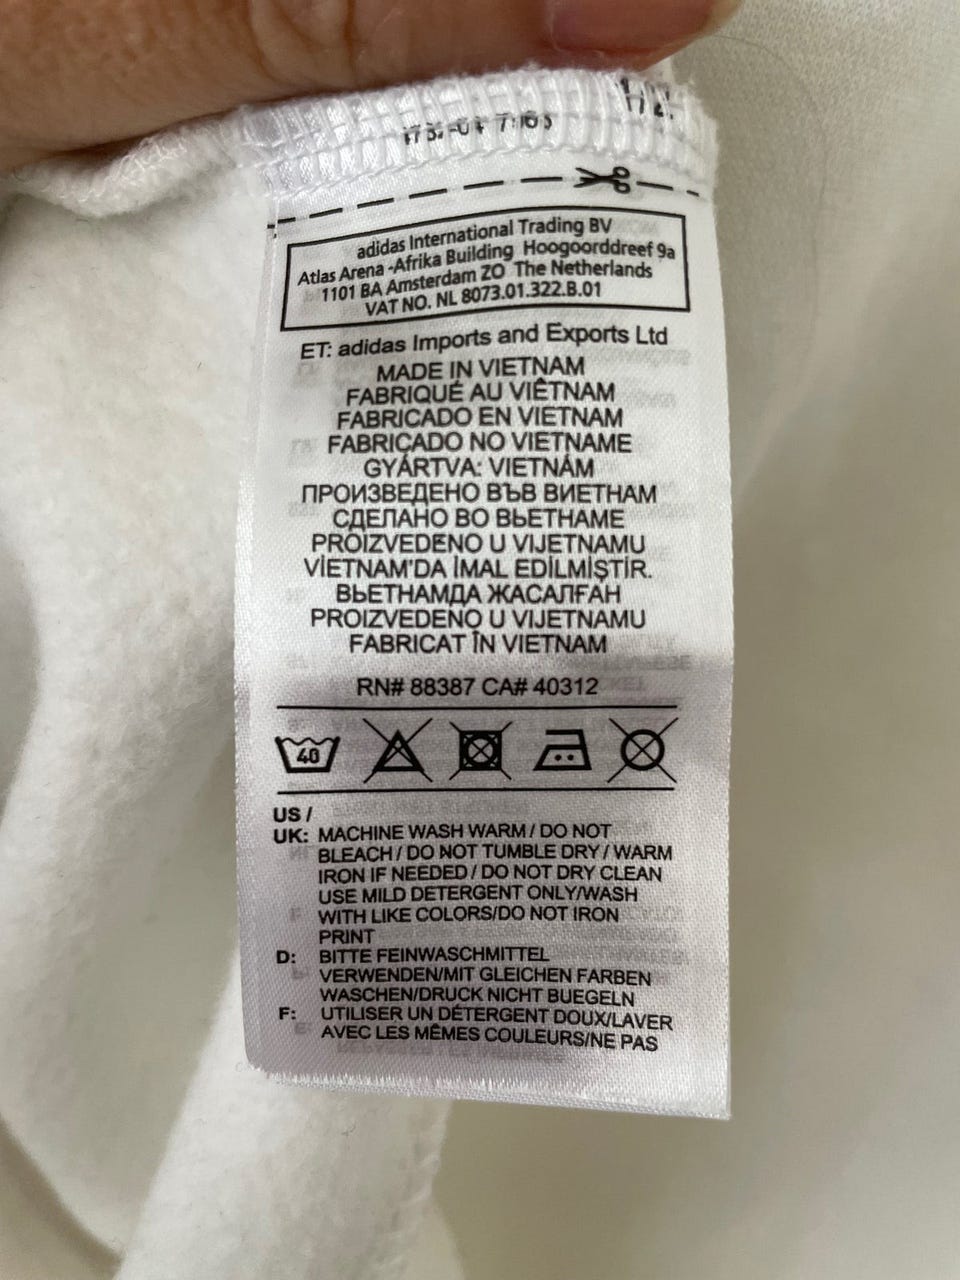 adidas International Trading BV
Atlas Arena -Afrika Building Hoogoorddreef 9a
1101 BA Amsterdam ZO The Netherlands
VAT NO. NL 8073.01.322.B.01
ET: adidas Imports and Exports Ltd
MADE IN VIETNAM
FABRIQUÉ AU VIÊTNAM
FABRICADO EN VIETNAM
FABRICADO NO VIETNAME
GYÁRTVA: VIETNÁM
ПРОИЗВЕДЕНО ВЪВ ВИЕТНАМ
СДЕЛАНО ВО ВЬЕТНАМЕ
PROIZVEDENO U VIJETNAMU
VİETNAM'DA İMAL EDİLMİŞTİR.
ВЬЕТНАМДА ЖАСАЛҒАН
PROIZVEDENO U VIJETNAMU
FABRICAT ÎN VIETNAM
RN# 88387 CA# 40312
40
US /
UK: MACHINE WASH WARM / DO NOT
BLEACH / DO NOT TUMBLE DRY / WARM
IRON IF NEEDED / DO NOT DRY CLEAN
USE MILD DETERGENT ONLY/WASH
WITH LIKE COLORS/DO NOT IRON
PRINT
D: BITTE FEINWASCHMITTEL
VERWENDEN/MIT GLEICHEN FARBEN
WASCHEN/DRUCK NICHT BUEGELN
F: UTILISER UN DÉTERGENT DOUX/LAVER
AVEC LES MÊMES COULEURS/NE PAS